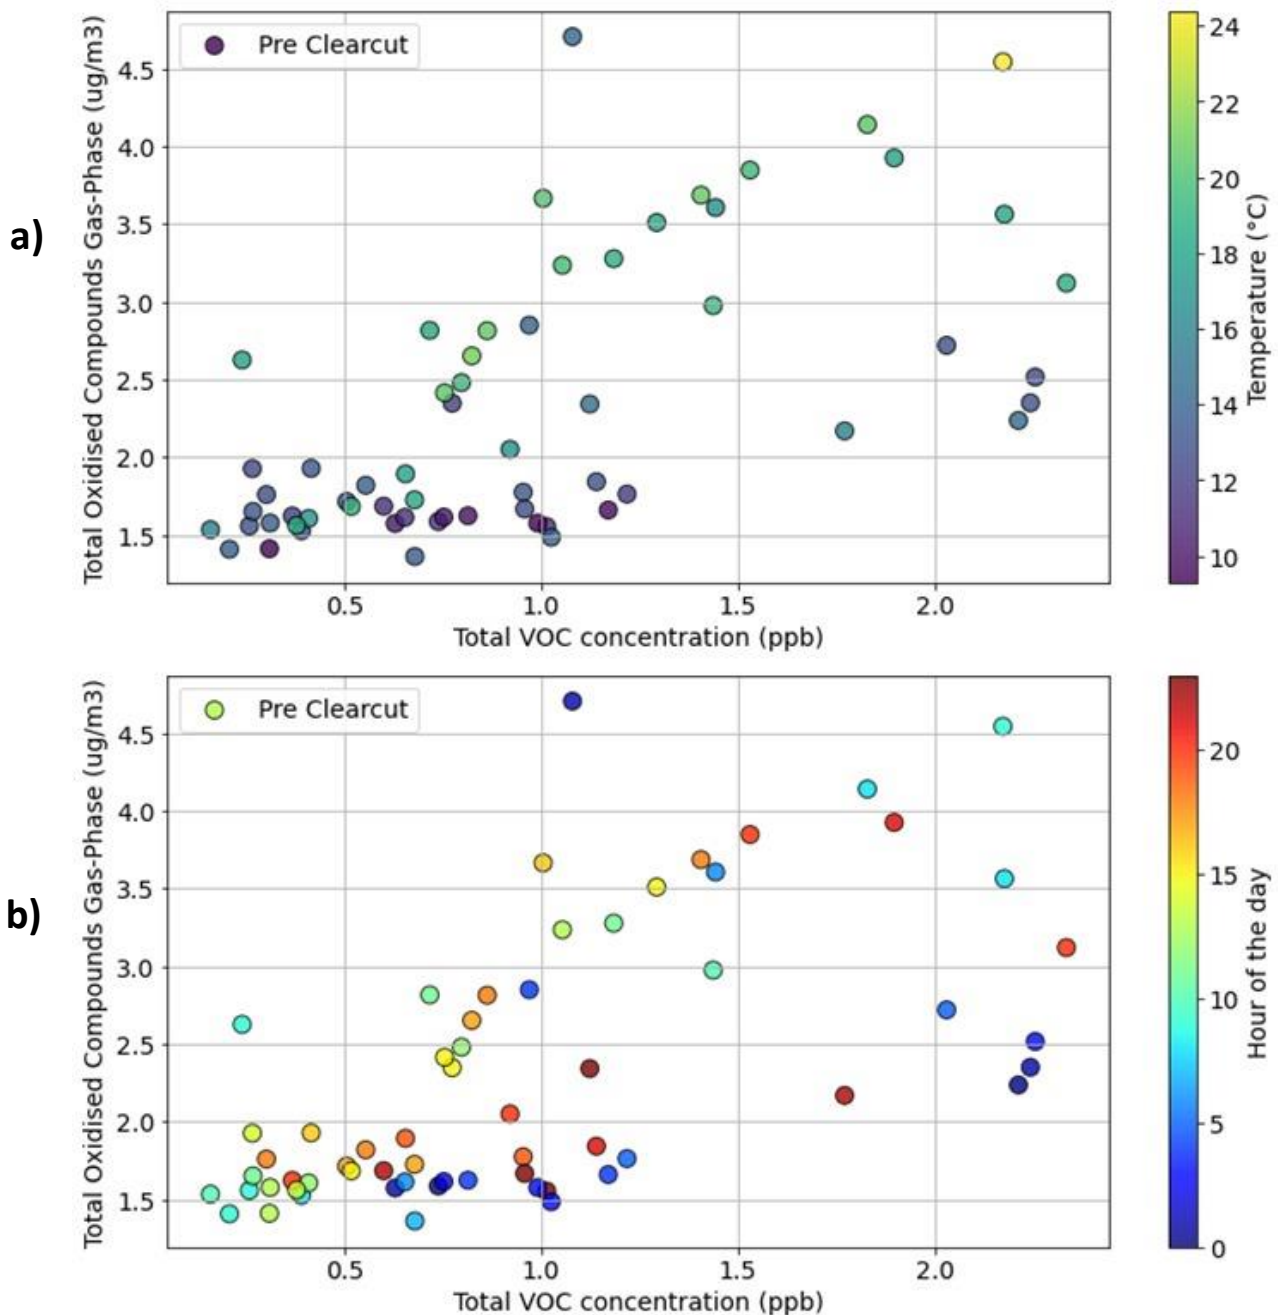 a)
Total Oxidised Compounds Gas-Phase (ug/m3)
4.5
4.0
3.5
3.0
2.5
2.0
1.5
Pre Clearcut
0.5 1.0 1.5 2.0
Total VOC concentration (ppb)
24
22
20
18
16
14
12
10
Temperature (°C)
b)
Total Oxidised Compounds Gas-Phase (ug/m3)
4.5
4.0
3.5
3.0
2.5
2.0
1.5
Pre Clearcut
0.5 1.0 1.5 2.0
Total VOC concentration (ppb)
20
15
10
5
0
Hour of the day